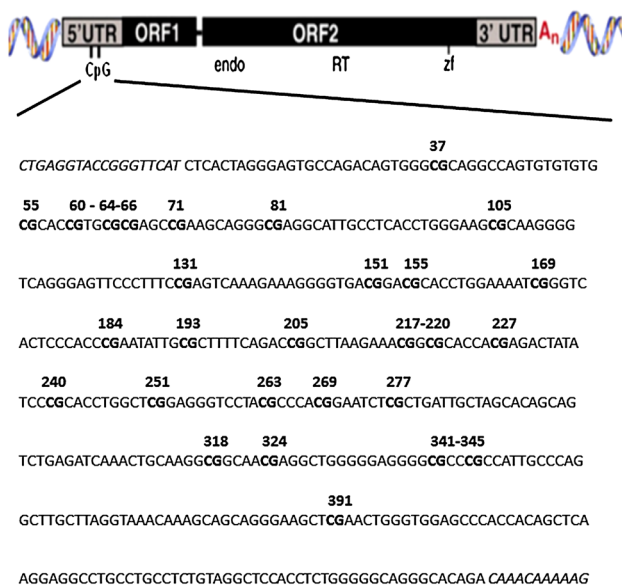 5'UTR ORF1 ORF2 3' UTR An
CpG endo RT zf
37
CTGAGGTACCGGGTTCAT CTCACTAGGGAGTGCCAGACAGTGGGCGCAGGCCAGTGTGTGTG
55 60 - 64-66 71 81 105
CGCACCGTGCGCGAGCCGAAGCAGGGCGAGGCATTGCCTCACCTGGGAAGCGCAAGGGG
131 151 155 169
TCAGGGAGTTCCCTTTCCGAGTCAAAGAAAGGGGTGACGGACGCACCTGGAAAATCGGGTC
184 193 205 217-220 227
ACTCCCACCCGAATATTGCGCTTTTCAGACCGGCTTAAGAAACGGCGCACCACGAGACTATA
240 251 263 269 277
TCCCGCACCTGGCTCGGAGGGTCCTACGCCCACGGAATCTCGCTGATTGCTAGCACAGCAG
318 324 341-345
TCTGAGATCAAACTGCAAGGCGGCAACGAGGCTGGGGGAGGGGCGCCCGCCATTGCCCAG
391
GCTTGCTTAGGTAAACAAAGCAGCAGGGAAGCTCGAACTGGGTGGAGCCCACCACAGCTCA
AGGAGGCCTGCCTGCCTCTGTAGGCTCCACCTCTGGGGGCAGGGCACAGA CAAACAAAAAG